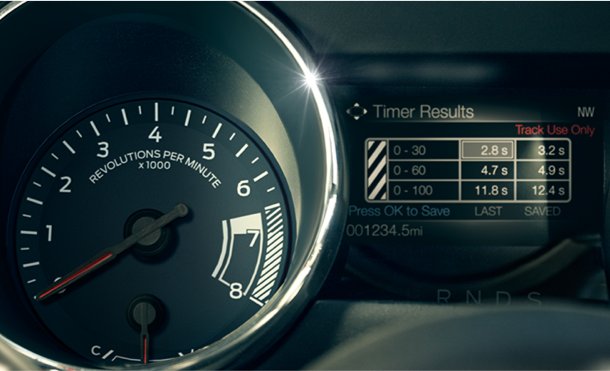 1
2
3
4
5
6
7
8
REVOLUTIONS PER MINUTE
x 1000
C
Timer Results NW
Track Use Only
0 - 30 2.8 s 3.2 s
0 - 60 4.7 s 4.9 s
0 - 100 11.8 s 12.4 s
Press OK to Save LAST SAVED
001234.5mi
R N D S